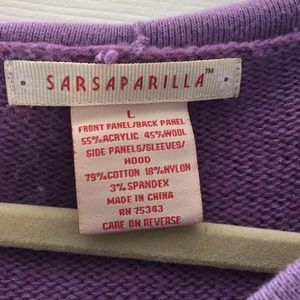 SARSAPARILLA™
L
FRONT PANEL/BACK PANEL
55%ACRYLIC 45%WOOL
SIDE PANELS/SLEEVES/
HOOD
79%COTTON 18%NYLON
3% SPANDEX
MADE IN CHINA
RN 75343
CARE ON REVERSE